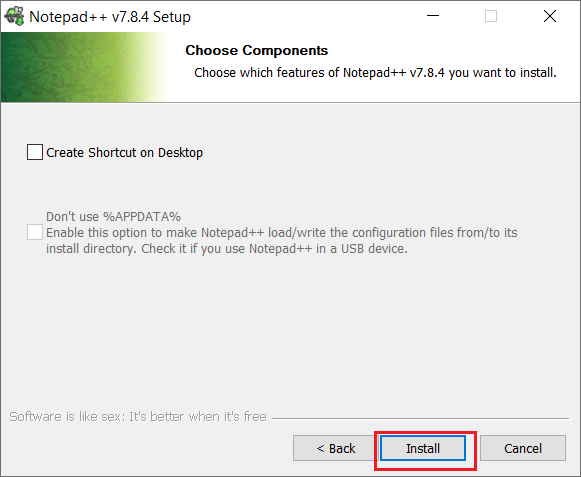 Notepad++ v7.8.4 Setup
Choose Components
Choose which features of Notepad++ v7.8.4 you want to install.
Create Shortcut on Desktop
Don't use %APPDATA%
Enable this option to make Notepad++ load/write the configuration files from/to its
install directory. Check it if you use Notepad++ in a USB device.
Software is like sex: It's better when it's free
< Back
Install
Cancel